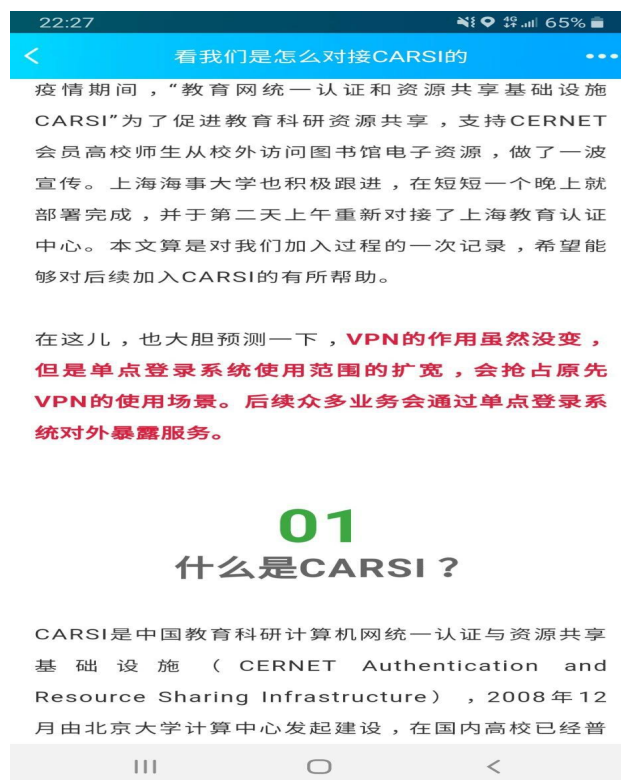 22:27
4G 65%
看我们是怎么对接CARSI的
疫情期间，“教育网统一认证和资源共享基础设施
CARSI”为了促进教育科研资源共享，支持CERNET
会员高校师生从校外访问图书馆电子资源，做了一波
宣传。上海海事大学也积极跟进，在短短一个晚上就
部署完成，并于第二天上午重新对接了上海教育认证
中心。本文算是对我们加入过程的一次记录，希望能
够对后续加入CARSI的有所帮助。
在这儿，也大胆预测一下，VPN的作用虽然没变，
但是单点登录系统使用范围的扩宽，会抢占原先
VPN的使用场景。后续众多业务会通过单点登录系
统对外暴露服务。
01
什么是CARSI？
CARSI是中国教育科研计算机网统一认证与资源共享
基础设施（CERNET Authentication and
Resource Sharing Infrastructure），2008年12
月由北京大学计算中心发起建设，在国内高校已经普